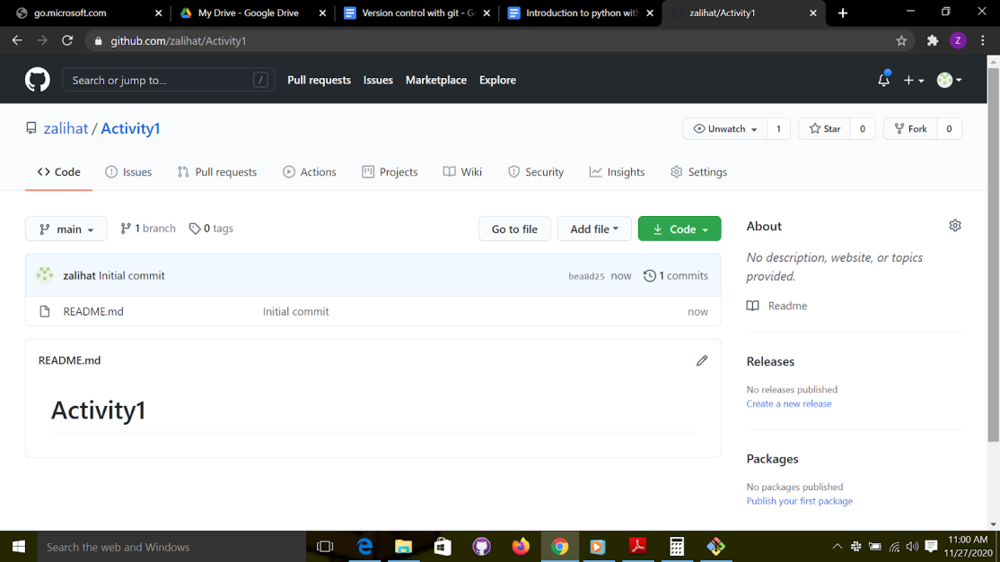 go.microsoft.com
My Drive - Google Drive
Version control with git - G
Introduction to python with
zalihat/Activity1
github.com/zalihat/Activity1
Z
Search or jump to...
/
Pull requests
Issues
Marketplace
Explore
zalihat / Activity1
Unwatch 1
Star 0
Fork 0
Code
Issues
Pull requests
Actions
Projects
Wiki
Security
Insights
Settings
main
1 branch
0 tags
Go to file
Add file
Code
zalihat Initial commit
bea8d25 now
1 commits
README.md
Initial commit
now
README.md
Activity1
About
No description, website, or topics
provided.
Readme
Releases
No releases published
Create a new release
Packages
No packages published
Publish your first package
Search the web and Windows
11:00 AM
11/27/2020